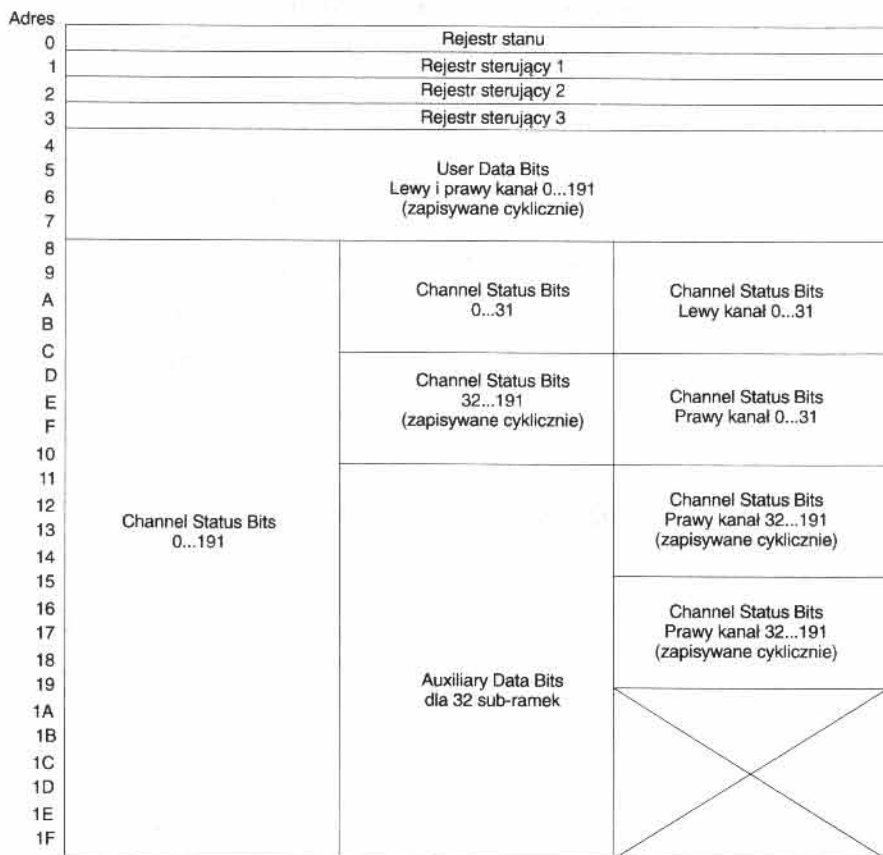 Adres
0
Rejestr stanu
1
Rejestr sterujący 1
2
Rejestr sterujący 2
3
Rejestr sterujący 3
4
5
6
7
User Data Bits
Lewy i prawy kanał 0...191
(zapisywane cyklicznie)
8
9
A
B
C
D
E
F
10
11
12
13
14
15
16
17
18
19
1A
1B
1C
1D
1E
1F
Channel Status Bits
0...191
Channel Status Bits
0...31
Channel Status Bits
32...191
(zapisywane cyklicznie)
Auxiliary Data Bits
dla 32 sub-ramek
Channel Status Bits
Lewy kanał 0...31
Channel Status Bits
Prawy kanał 0...31
Channel Status Bits
Prawy kanał 32...191
(zapisywane cyklicznie)
Channel Status Bits
Prawy kanał 32...191
(zapisywane cyklicznie)